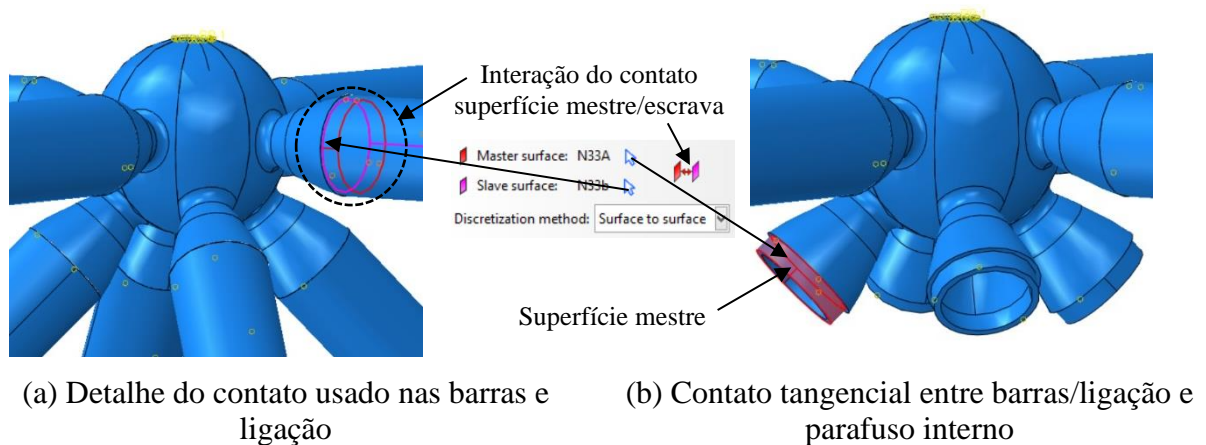 Interação do contato
superfície mestre/escrava
Master surface: N33A
Slave surface: N33b
Discretization method: Surface to surface
Superfície mestre
(a) Detalhe do contato usado nas barras e
ligação
(b) Contato tangencial entre barras/ligação e
parafuso interno